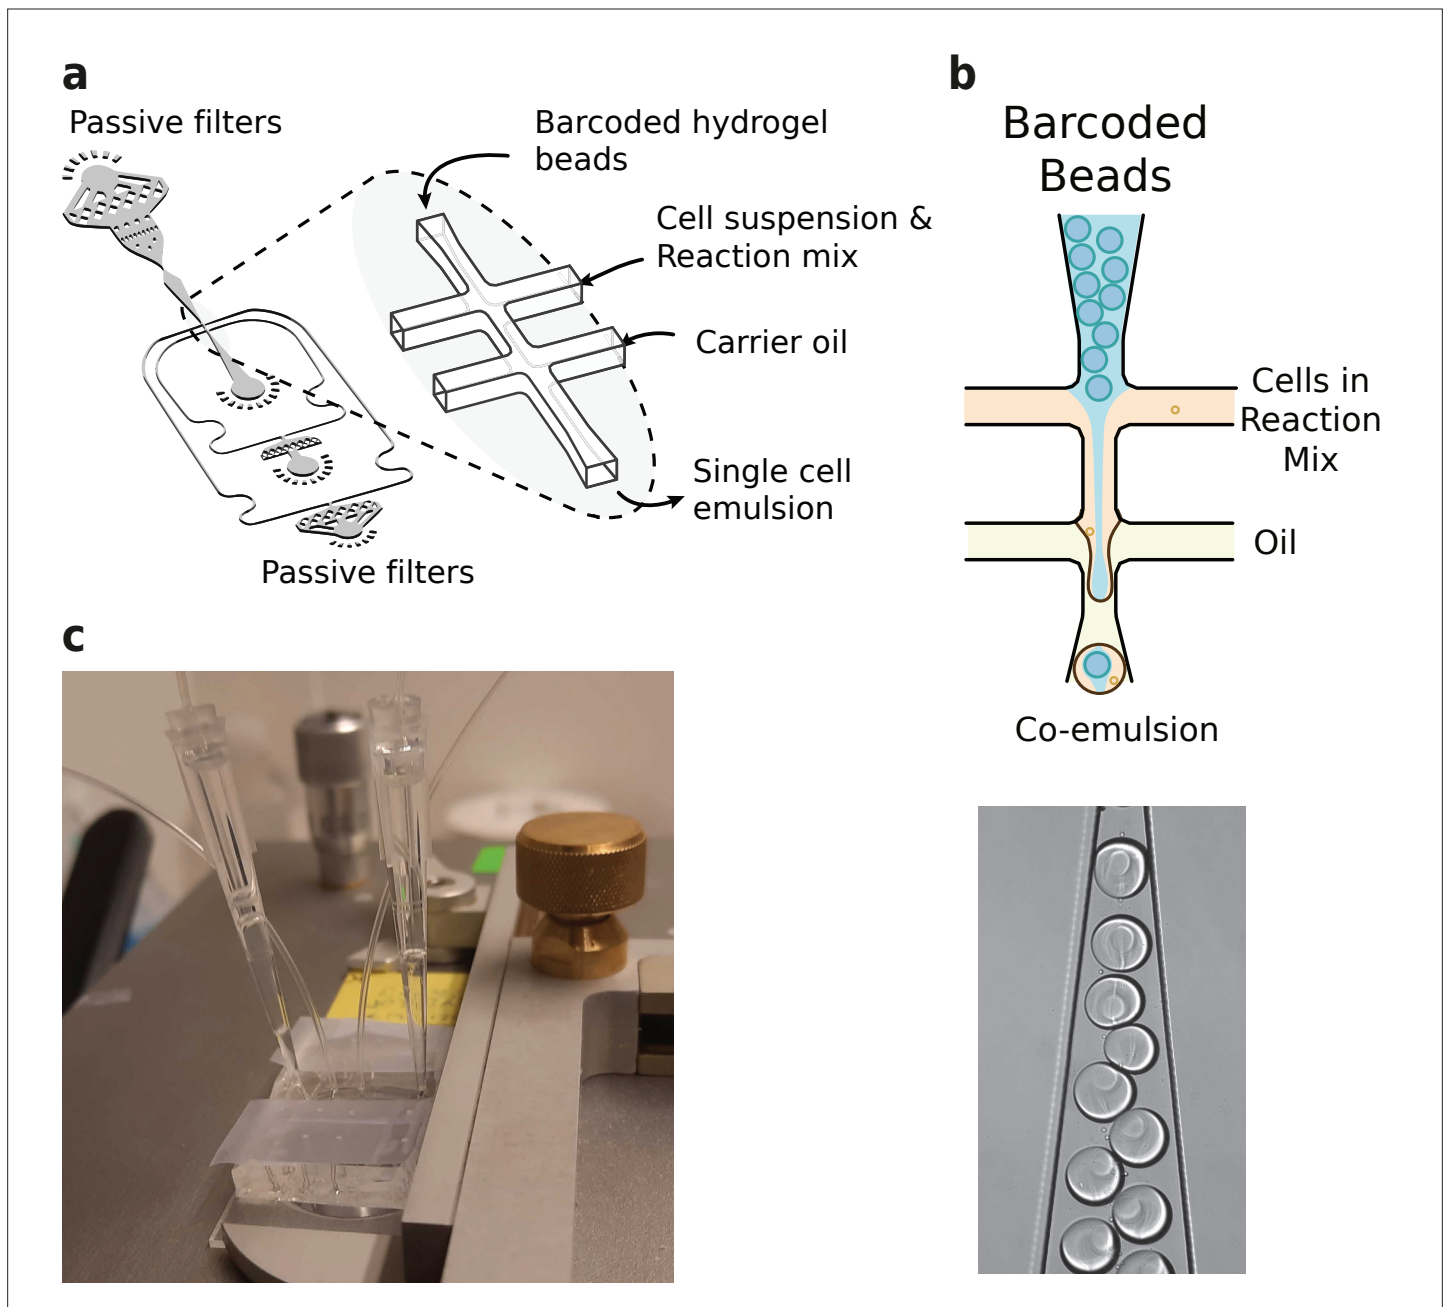 a
Passive filters
Barcoded hydrogel
beads
Cell suspension &
Reaction mix
Carrier oil
Single cell
emulsion
Passive filters
b
Barcoded
Beads
Cells in
Reaction
Mix
Oil
Co-emulsion
c